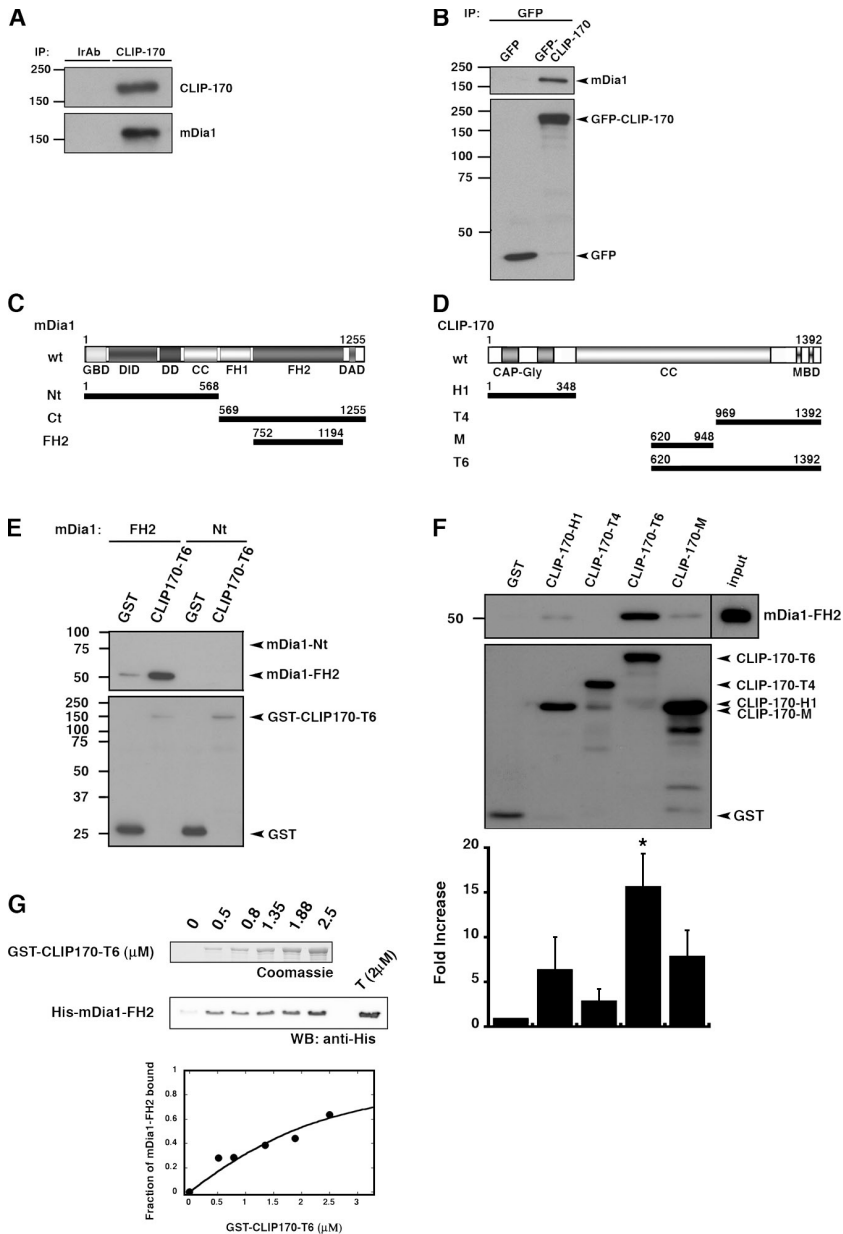 A
IP: IrAb CLIP-170
250
150
CLIP-170
150
mDia1
B
IP: GFP
GFP
GFP-CLIP-170
250
150
mDia1
250
150
100
75
50
GFP-CLIP-170
GFP
C
mDia1
1 1255
wt
GBD DID DD CC FH1 FH2 DAD
Nt 1 568
Ct 569 1255
FH2 752 1194
D
CLIP-170
1 1392
wt
CAP-Gly CC MBD
H1 1 348
T4 969 1392
M 620 948
T6 620 1392
E
mDia1: FH2 Nt
GST
CLIP170-T6
GST
CLIP170-T6
100
75
50
mDia1-Nt
mDia1-FH2
250
150
100
75
50
37
25
GST-CLIP170-T6
GST
F
GST
CLIP-170-H1
CLIP-170-T4
CLIP-170-T6
CLIP-170-M
input
50
mDia1-FH2
CLIP-170-T6
CLIP-170-T4
CLIP-170-H1
CLIP-170-M
GST
Fold Increase
20
15
10
5
0
*
G
0 0.5 0.8 1.35 1.88 2.5
GST-CLIP170-T6 (μM)
Coomassie
T (2μM)
His-mDia1-FH2
WB: anti-His
Fraction of mDia1-FH2 bound
1
0.8
0.6
0.4
0.2
0
0 0.5 1 1.5 2 2.5 3
GST-CLIP170-T6 (μM)